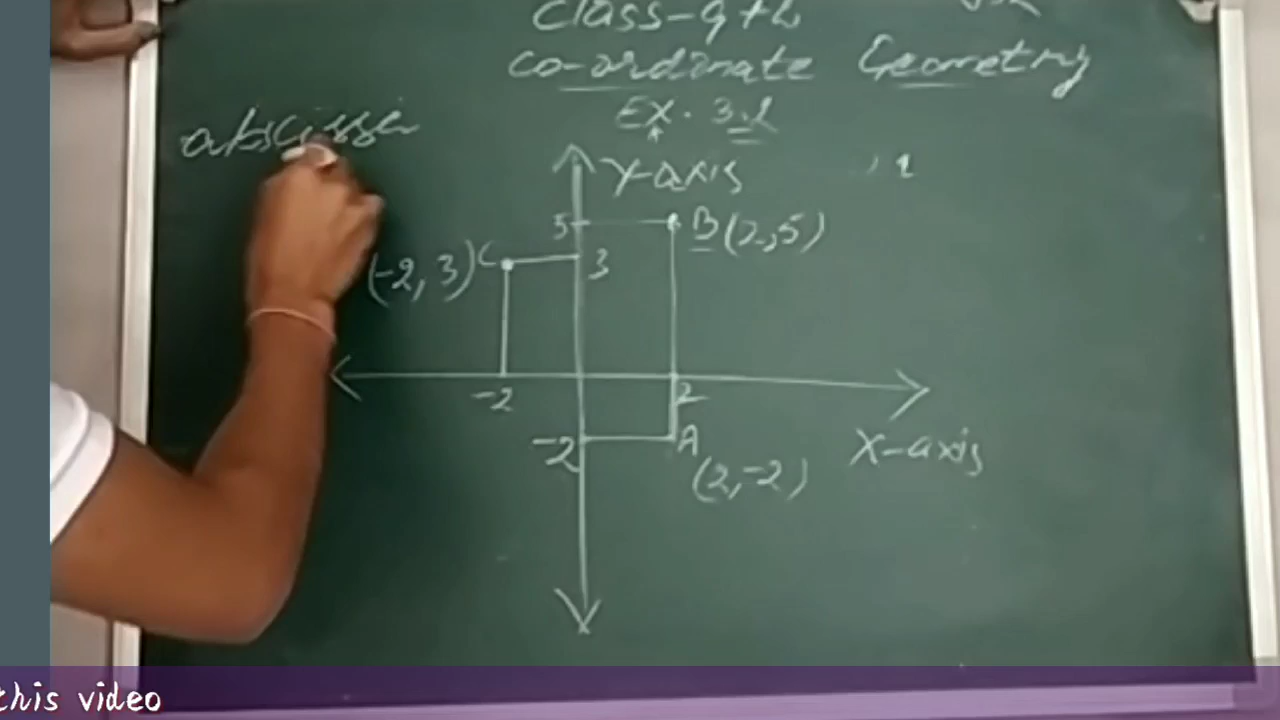 Class-9th
Co-ordinate Geometry
EX. 3.2
abscissa
Y-axis
5
B(2,5)
(-2, 3) C
3
-2
2
-2
A
X-axis
(2,-2)
this video